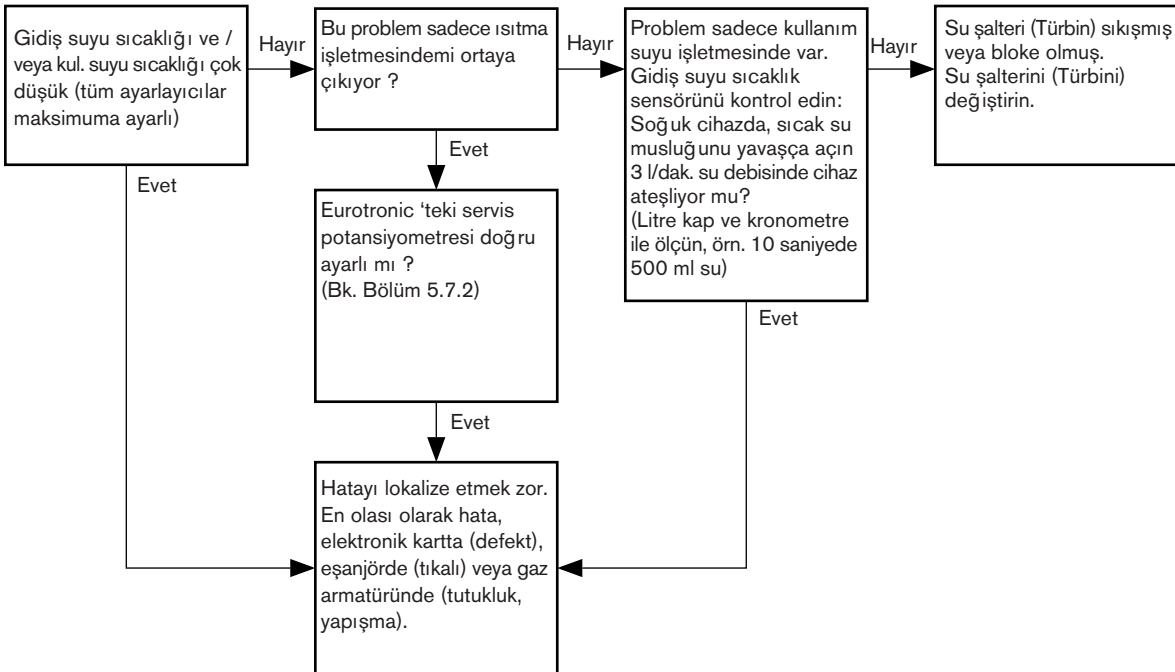 Gidiş suyu sıcaklığı ve /
veya kul. suyu sıcaklığı çok
düşük (tüm ayarlayıcılar
maksimuma ayarlı)
Hayır
Evet
Bu problem sadece ısıtma
işletmesindemi ortaya
çıkıyor ?
Hayır
Evet
Problem sadece kullanım
suyu işletmesinde var.
Gidiş suyu sıcaklık
sensörünü kontrol edin:
Soğuk cihazda, sıcak su
musluğunu yavaşça açın
3 l/dak. su debisinde cihaz
ateşliyor mu?
(Litre kap ve kronometre
ile ölçün, örn. 10 saniyede
500 ml su)
Hayır
Evet
Su şalteri (Türbin) sıkışmış
veya bloke olmuş.
Su şalterini (Türbini)
değiştirin.
Eurotronic ‘teki servis
potansiyometresi doğru
ayarlı mı ?
(Bk. Bölüm 5.7.2)
Evet
Hatayı lokalize etmek zor.
En olası olarak hata,
elektronik kartta (defekt),
eşanjörde (tıkalı) veya gaz
armatüründe (tutukluk,
yapışma).